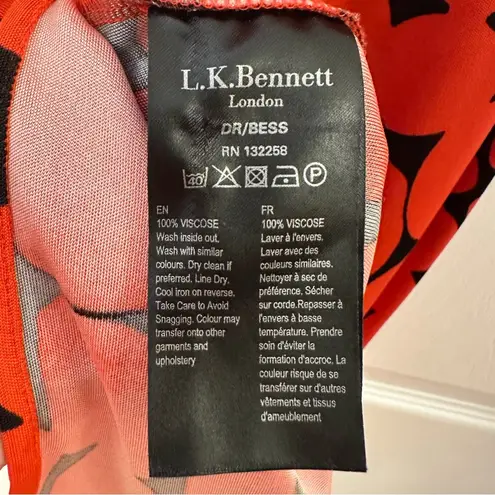 L.K.Bennett
London
DR/BESS
RN 132258
40 P
EN
100% VISCOSE
Wash inside out.
Wash with similar
colours. Dry clean if
preferred. Line Dry.
Cool iron on reverse.
Take Care to Avoid
Snagging. Colour may
transfer onto other
garments and
upholstery
FR
100% VISCOSE
Laver à l'envers.
Laver avec des
couleurs similaires.
Nettoyer à sec de
préférence. Sécher
sur corde.Repasser à
l'envers à basse
température. Prendre
soin d'éviter la
formation d'accroc. La
couleur risque de se
transférer sur d'autres
vêtements et tissus
d'ameublement